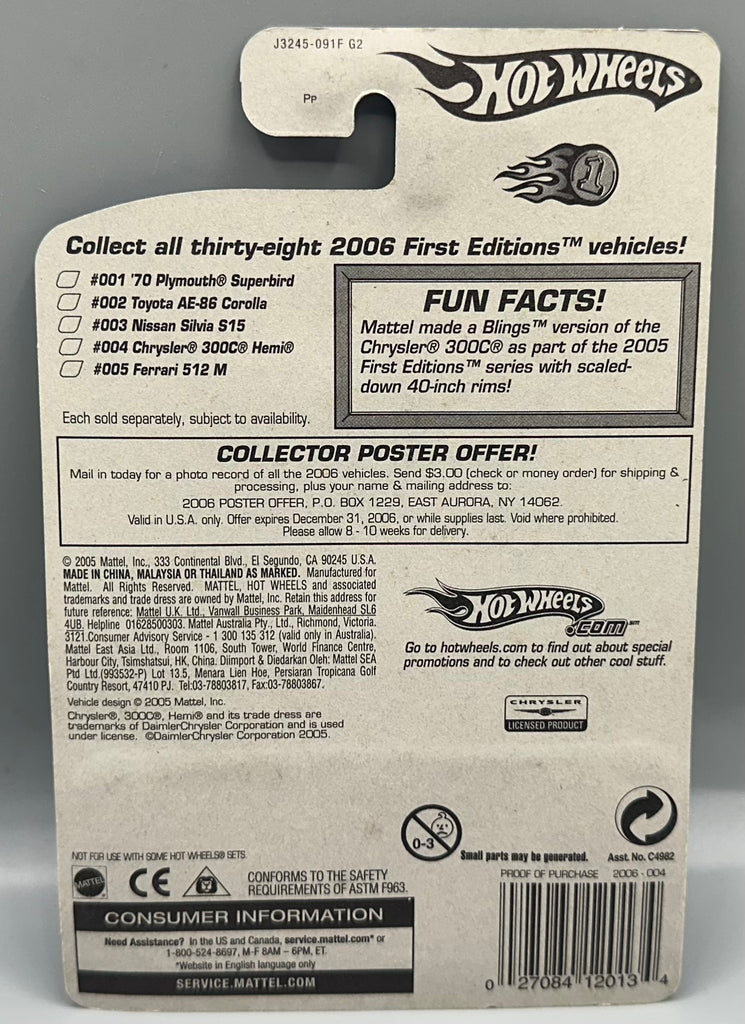 J3245-091F G2
HOT WHEELS
PP
1
Collect all thirty-eight 2006 First Editions™ vehicles!
#001 '70 Plymouth® Superbird
#002 Toyota AE-86 Corolla
#003 Nissan Silvia S15
#004 Chrysler® 300C® Hemi®
#005 Ferrari 512 M
Each sold separately, subject to availability.
FUN FACTS!
Mattel made a Blings™ version of the
Chrysler® 300C® as part of the 2005
First Editions™ series with scaled-
down 40-inch rims!
COLLECTOR POSTER OFFER!
Mail in today for a photo record of all the 2006 vehicles. Send $3.00 (check or money order) for shipping &
processing, plus your name & mailing address to:
2006 POSTER OFFER, P.O. BOX 1229, EAST AURORA, NY 14062.
Valid in U.S.A. only. Offer expires December 31, 2006, or while supplies last. Void where prohibited.
Please allow 8 - 10 weeks for delivery.
© 2005 Mattel, Inc., 333 Continental Blvd., El Segundo, CA 90245 U.S.A.
MADE IN CHINA, MALAYSIA OR THAILAND AS MARKED. Manufactured for
Mattel. All Rights Reserved. MATTEL, HOT WHEELS and associated
trademarks and trade dress are owned by Mattel, Inc. Retain this address for
future reference: Mattel U.K. Ltd., Vanwall Business Park, Maidenhead SL6
4UB. Helpline 01628500303. Mattel Australia Pty., Ltd., Richmond, Victoria.
3121.Consumer Advisory Service - 1 300 135 312 (valid only in Australia).
Mattel East Asia Ltd., Room 1106, South Tower, World Finance Centre,
Harbour City, Tsimshatsui, HK, China. Diimport & Diedarkan Oleh: Mattel SEA
Ptd Ltd.(993532-P) Lot 13.5, Menara Lien Hoe, Persiaran Tropicana Golf
Country Resort, 47410 PJ. Tel:03-78803817, Fax:03-78803867.
Vehicle design © 2005 Mattel, Inc.
Chrysler®, 300C®, Hemi® and its trade dress are
trademarks of DaimlerChrysler Corporation and is used
under license. ©DaimlerChrysler Corporation 2005.
HOT WHEELS
.COM℠
Go to hotwheels.com to find out about special
promotions and to check out other cool stuff.
CHRYSLER
LICENSED PRODUCT
0-3
Small parts may be generated.
Asst. No. C4982
NOT FOR USE WITH SOME HOT WHEELS® SETS.
MATTEL
CE
CONFORMS TO THE SAFETY
REQUIREMENTS OF ASTM F963.
CONSUMER INFORMATION
Need Assistance? In the US and Canada, service.mattel.com* or
1-800-524-8697, M-F 8AM – 6PM, ET.
*Website in English language only
SERVICE.MATTEL.COM
PROOF OF PURCHASE 2006 - 004
0 27084 12013 4